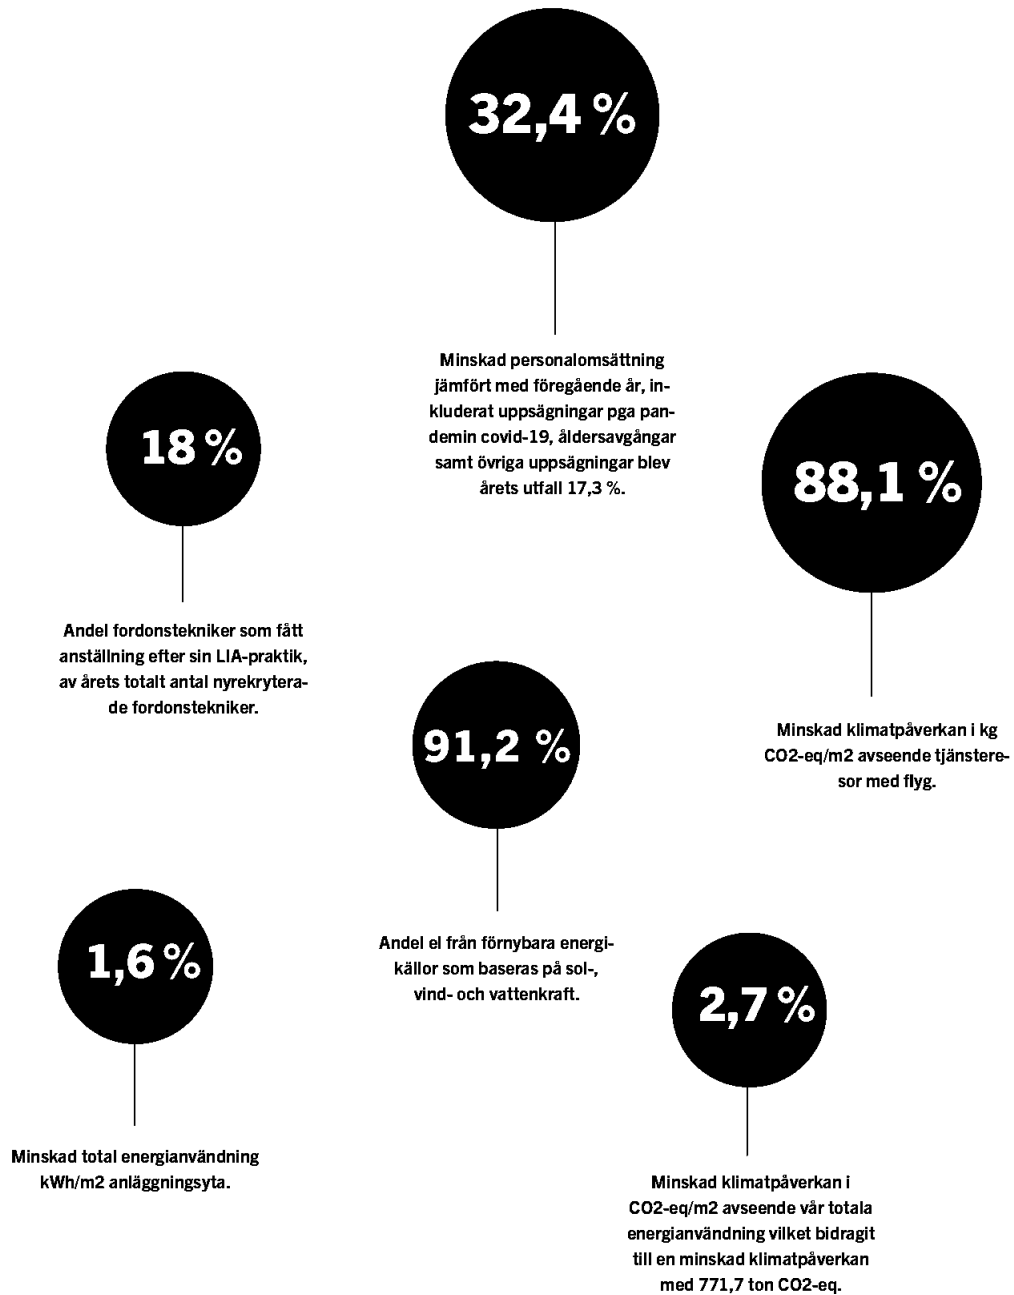 32,4 %
Minskad personalomsättning
jämfört med föregående år, in-
kluderat uppsägningar pga pan-
demin covid-19, åldersavgångar
samt övriga uppsägningar blev
årets utfall 17,3 %.
18 %
Andel fordonstekniker som fått
anställning efter sin LIA-praktik,
av årets totalt antal nyrekrytera-
de fordonstekniker.
88,1 %
Minskad klimatpåverkan i kg
CO2-eq/m2 avseende tjänstere-
sor med flyg.
91,2 %
Andel el från förnybara energi-
källor som baseras på sol-,
vind- och vattenkraft.
1,6 %
Minskad total energianvändning
kWh/m2 anläggningsyta.
2,7 %
Minskad klimatpåverkan i
CO2-eq/m2 avseende vår totala
energianvändning vilket bidragit
till en minskad klimatpåverkan
med 771,7 ton CO2-eq.